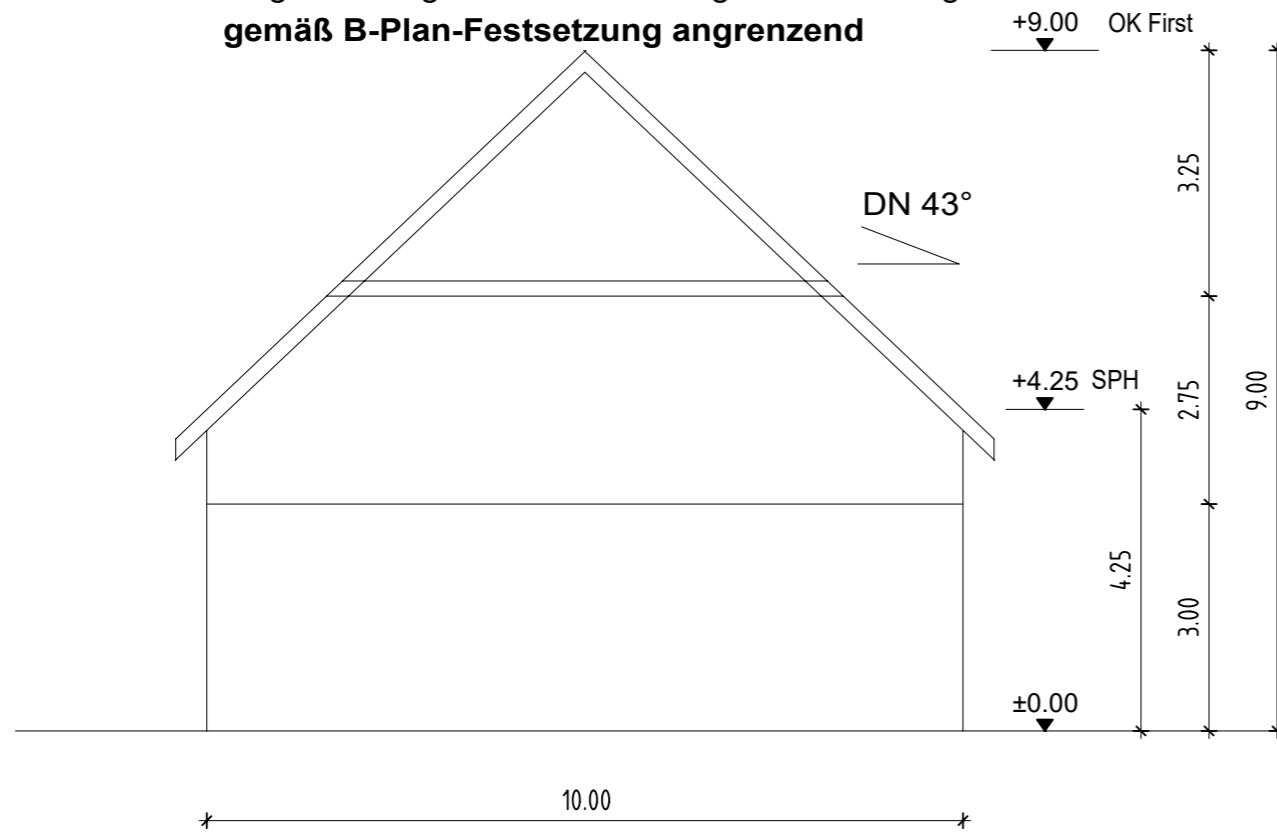 gemäß B-Plan-Festsetzung angrenzend
+9.00 OK First
3.25
DN 43°
+4.25 SPH
2.75
9.00
4.25
3.00
±0.00
10.00